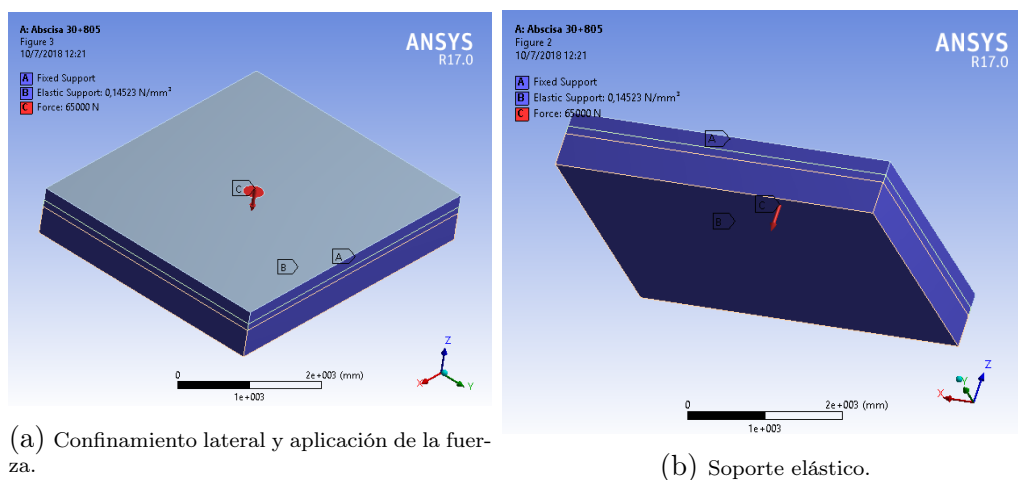 A: Abscisa 30+805
Figure 3
10/7/2018 12:21
ANSYS
R17.0
A Fixed Support
B Elastic Support: 0,14523 N/mm³
C Force: 65000 N
C
B
A
0
2e+003 (mm)
1e+003
Z
X
Y
(a) Confinamiento lateral y aplicación de la fuer-
za.
A: Abscisa 30+805
Figure 2
10/7/2018 12:21
ANSYS
R17.0
A Fixed Support
B Elastic Support: 0,14523 N/mm³
C Force: 65000 N
A
C
B
0
2e+003 (mm)
1e+003
Z
Y
X
(b) Soporte elástico.